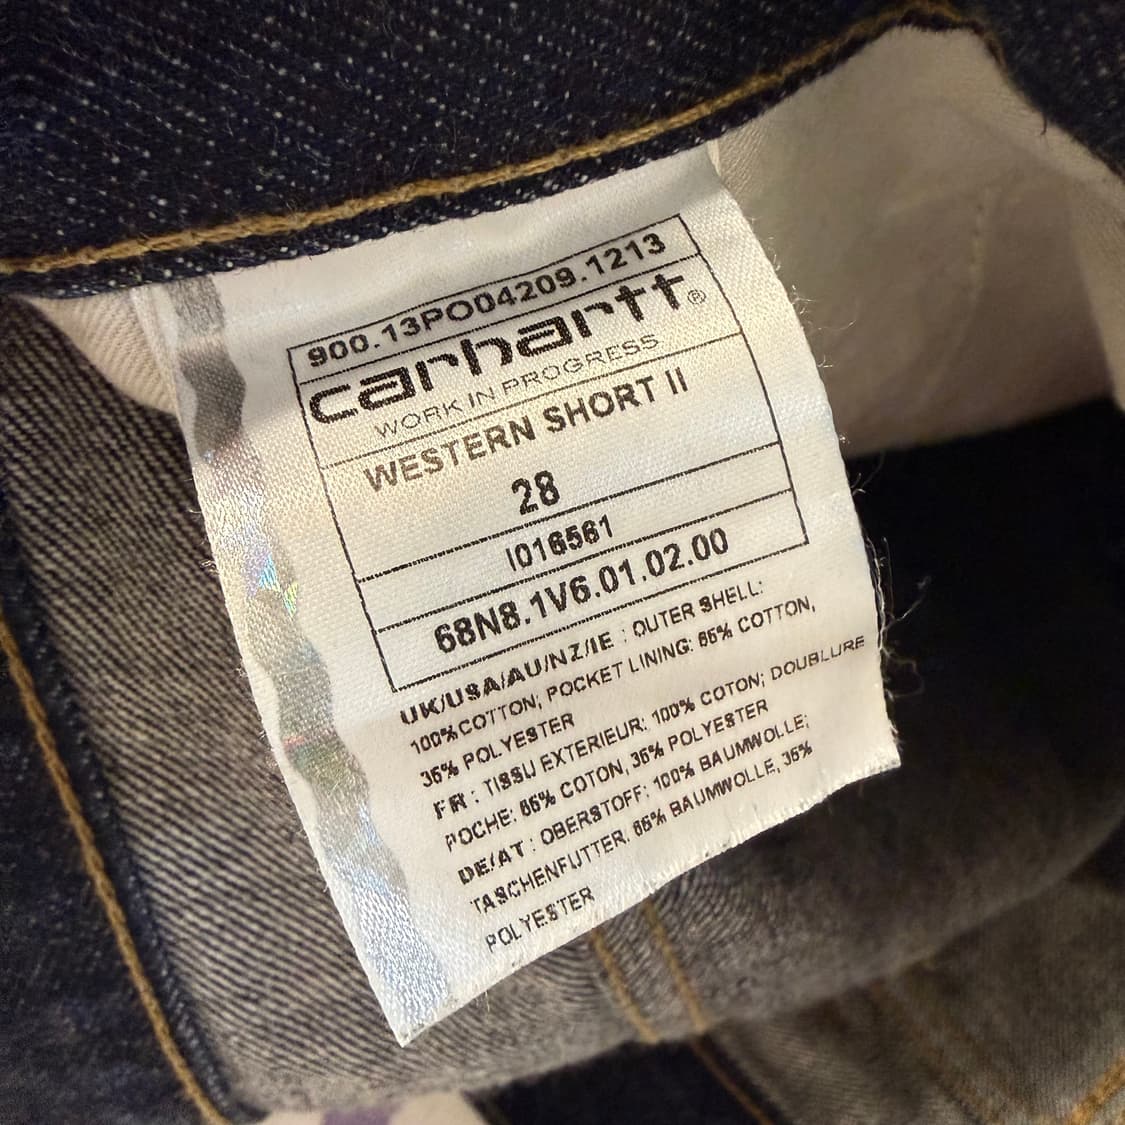 900.13PO04209.1213
carhartt®
WORK IN PROGRESS
WESTERN SHORT II
28
I016561
68N8.1V6.01.02.00
UK/USA/AU/NZ/IE : OUTER SHELL:
100%COTTON; POCKET LINING: 65% COTTON,
35% POLYESTER
FR : TISSU EXTERIEUR: 100% COTON; DOUBLURE
POCHE: 65% COTON, 35% POLYESTER
DE/AT : OBERSTOFF: 100% BAUMWOLLE;
TASCHENFUTTER. 65% BAUMWOLLE, 35%
POLYESTER